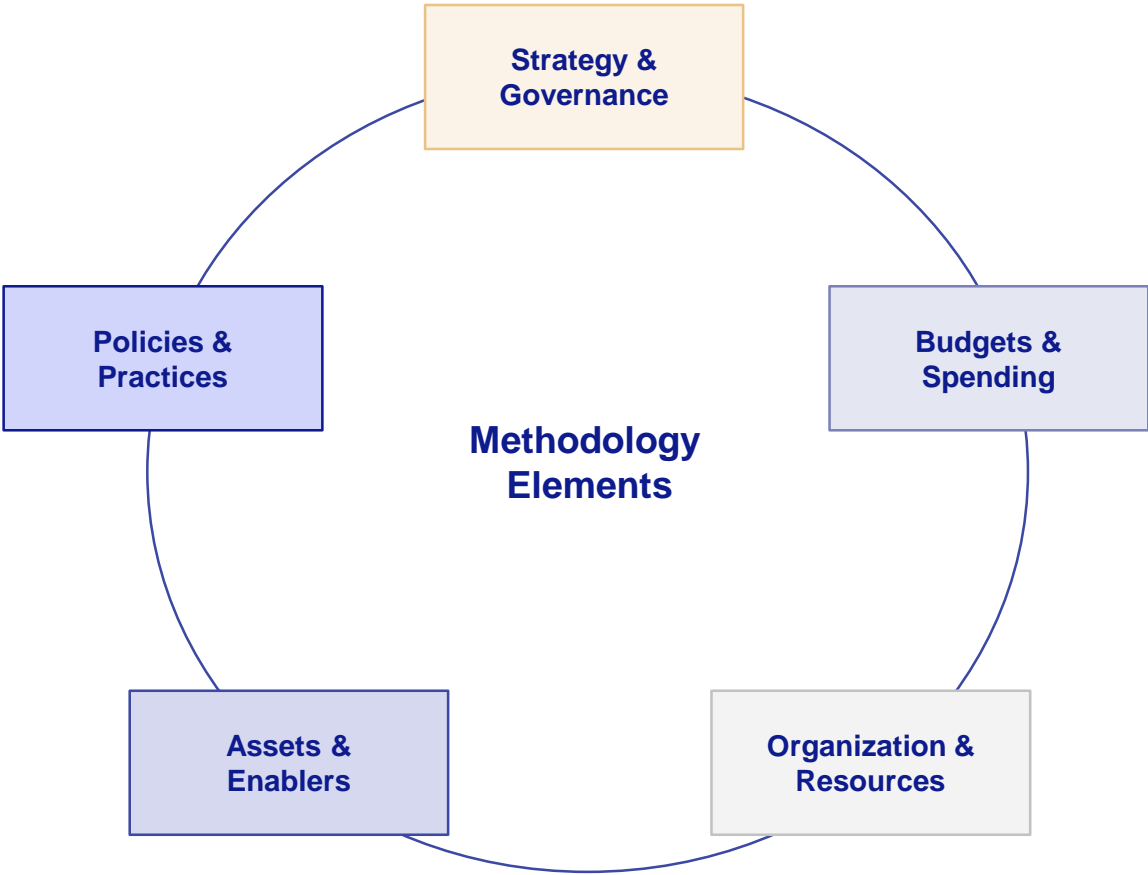 Strategy &
Governance
Policies &
Practices
Budgets &
Spending
Methodology
Elements
Assets &
Enablers
Organization &
Resources